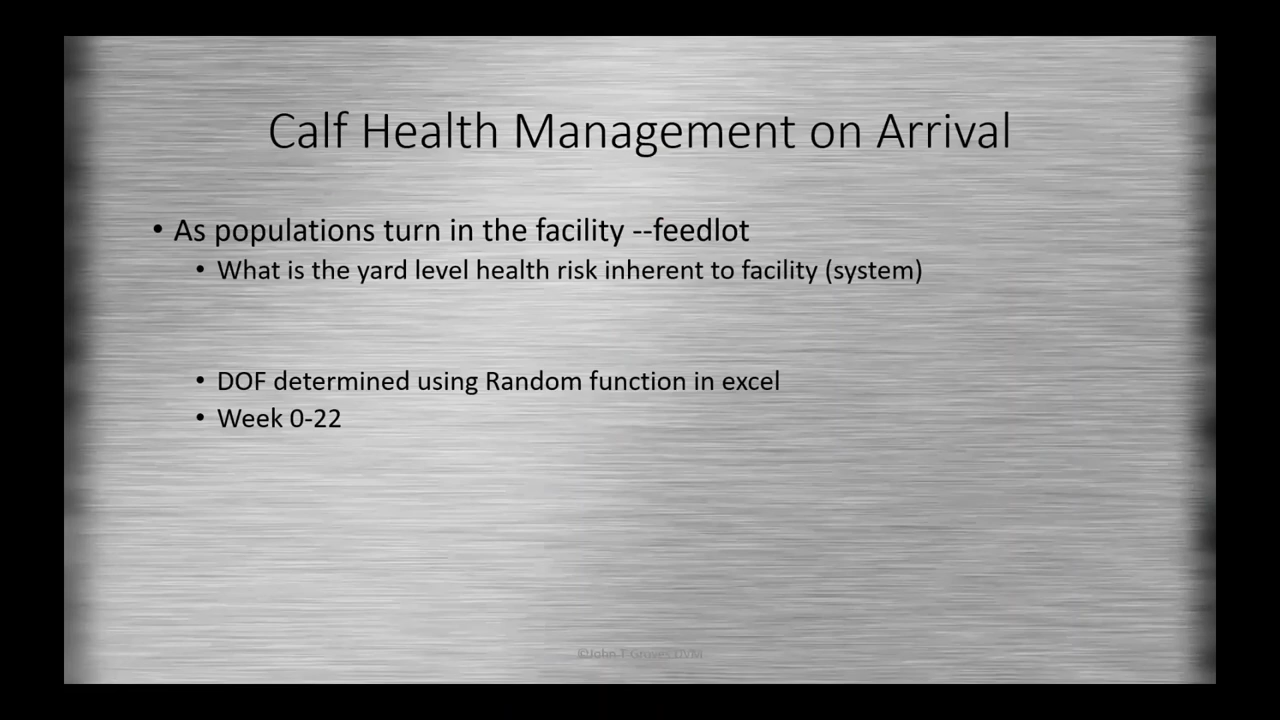 Calf Health Management on Arrival
• As populations turn in the facility --feedlot
• What is the yard level health risk inherent to facility (system)
• DOF determined using Random function in excel
• Week 0-22
©John T Groves DVM